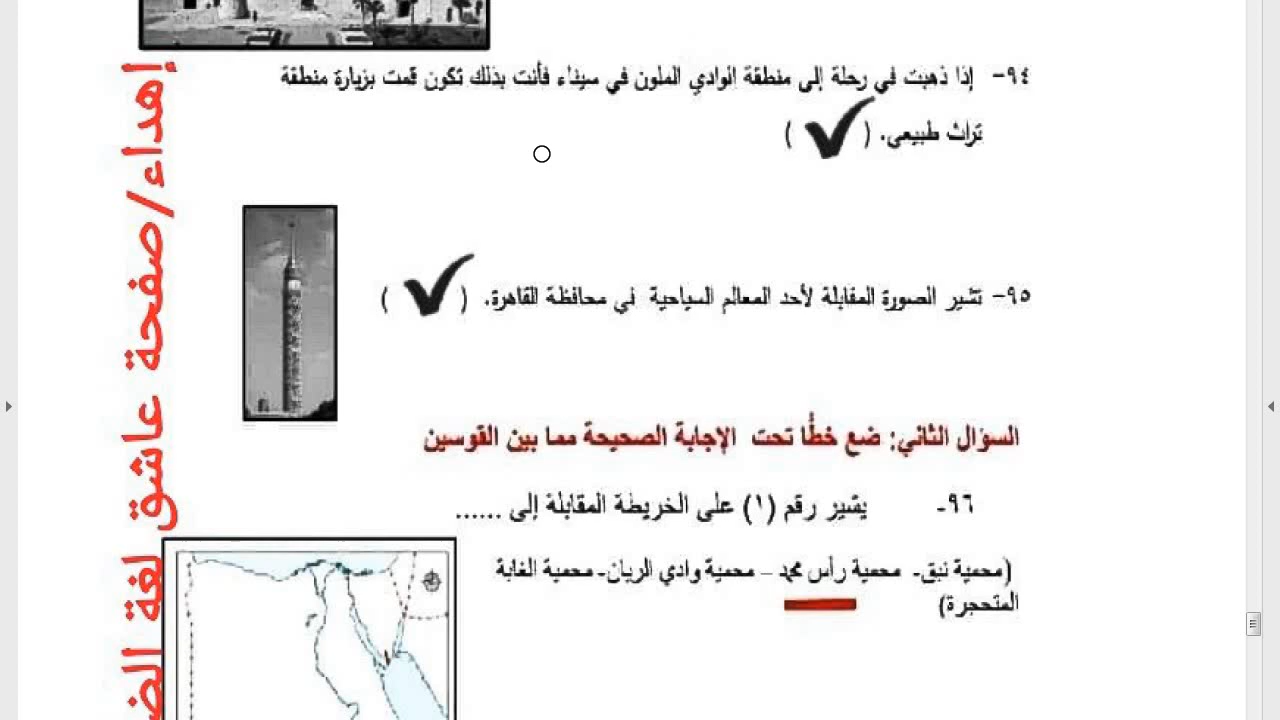 ٩٤- إذا ذهبت في رحلة إلى منطقة الوادي الملون في سيناء فأنت بذلك تكون قمت بزيارة منطقة
تراث طبيعى. ( )
٩٥- تشير الصورة المقابلة لأحد المعالم السياحية في محافظة القاهرة. ( )
السؤال الثاني: ضع خطًا تحت الإجابة الصحيحة مما بين القوسين
٩٦- يشير رقم (١) على الخريطة المقابلة إلى ......
(محمية نبق- محمية رأس محمد – محمية وادي الريان- محمية الغابة
المتحجرة)
إهداء/صفحة عاشق لغة الضـ